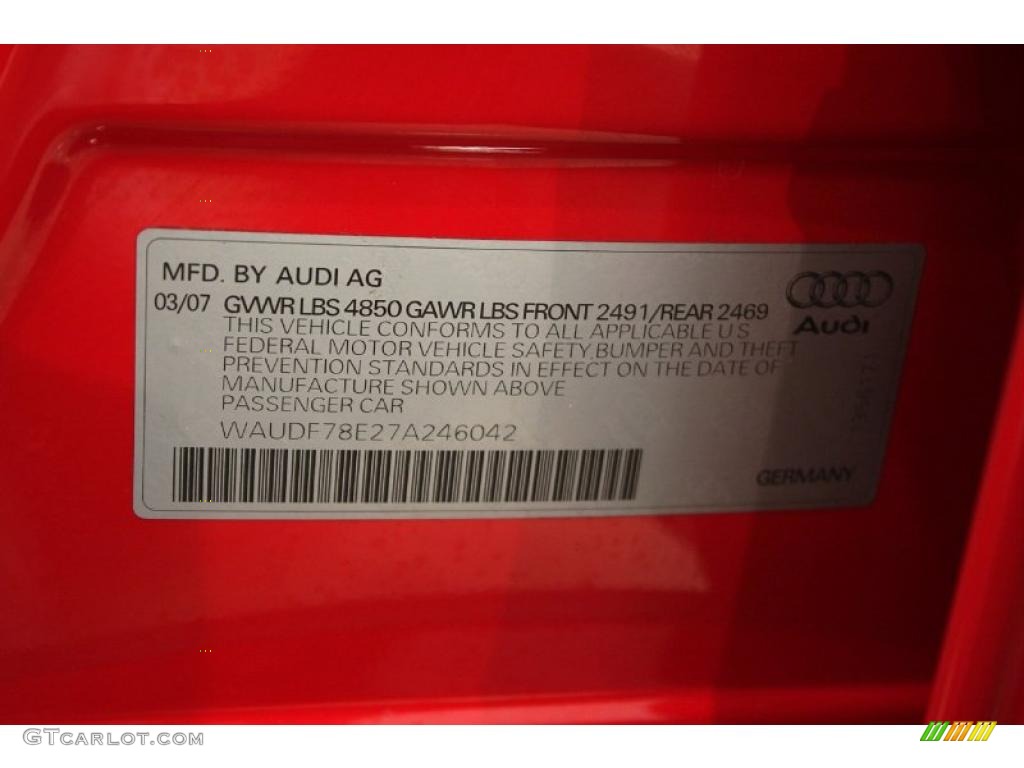 MFD. BY AUDI AG
03/07 GVWR LBS 4850 GAWR LBS FRONT 2491/REAR 2469
THIS VEHICLE CONFORMS TO ALL APPLICABLE U S
FEDERAL MOTOR VEHICLE SAFETY, BUMPER AND THEFT
PREVENTION STANDARDS IN EFFECT ON THE DATE OF
MANUFACTURE SHOWN ABOVE
PASSENGER CAR
WAUDF78E27A246042
Audi
GERMANY
GTCARLOT.COM